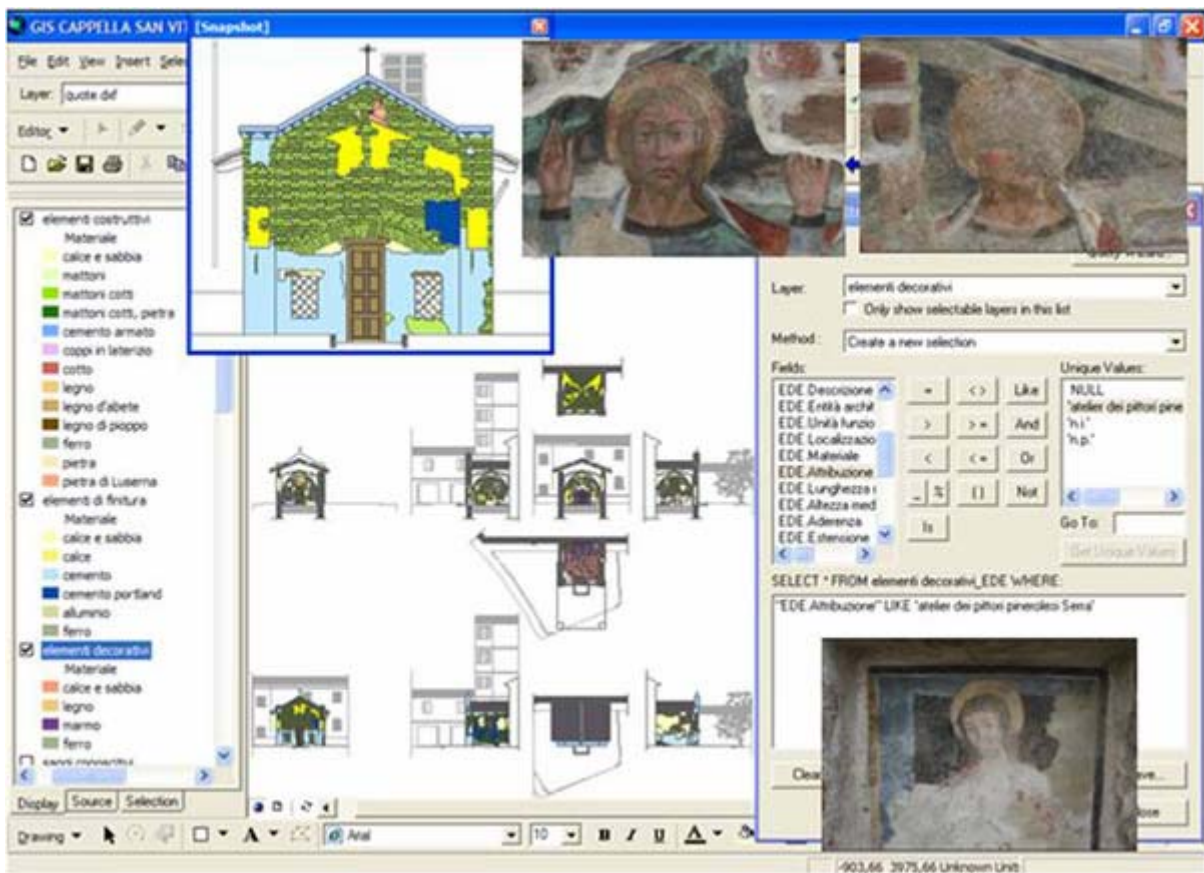 GIS CAPPELLA SAN VIT
[Snapshot]
File Edit View Insert
Layer: quote dxf
Editor
elementi costruttivi
Materiale
calce e sabbia
mattoni
mattoni cotti
mattoni cotti, pietra
cemento armato
coppi in laterizio
cotto
legno
legno d'abete
legno di pioppo
ferro
pietra
pietra di Luserna
elementi di finitura
Materiale
calce e sabbia
calce
cemento
cemento portland
alluminio
ferro
elementi decorativi
Materiale
calce e sabbia
legno
marmo
ferro
Display Source Selection
Layer: elementi decorativi
Only show selectable layers in this list
Method: Create a new selection
Fields: Unique Values:
EDE.Descrizione
EDE.Entità archit
EDE.Unità funzio
EDE.Localizzazio
EDE.Materiale
EDE.Attribuzione
EDE.Lunghezza
EDE.Altezza med
EDE.Aderenza
EDE.Estensione
= <> Like
> >= And
< <= Or
_ % () Not
Is
NULL
'atelier dei pittori pine
'n.i.'
'n.p.'
Go To:
Get Unique Values
SELECT * FROM elementi decorativi_EDE WHERE:
"EDE.Attribuzione" LIKE 'atelier dei pittori pinerolesi Serra'
Drawing A Arial 10 B I U A
-903,66 3975,66 Unknown Units